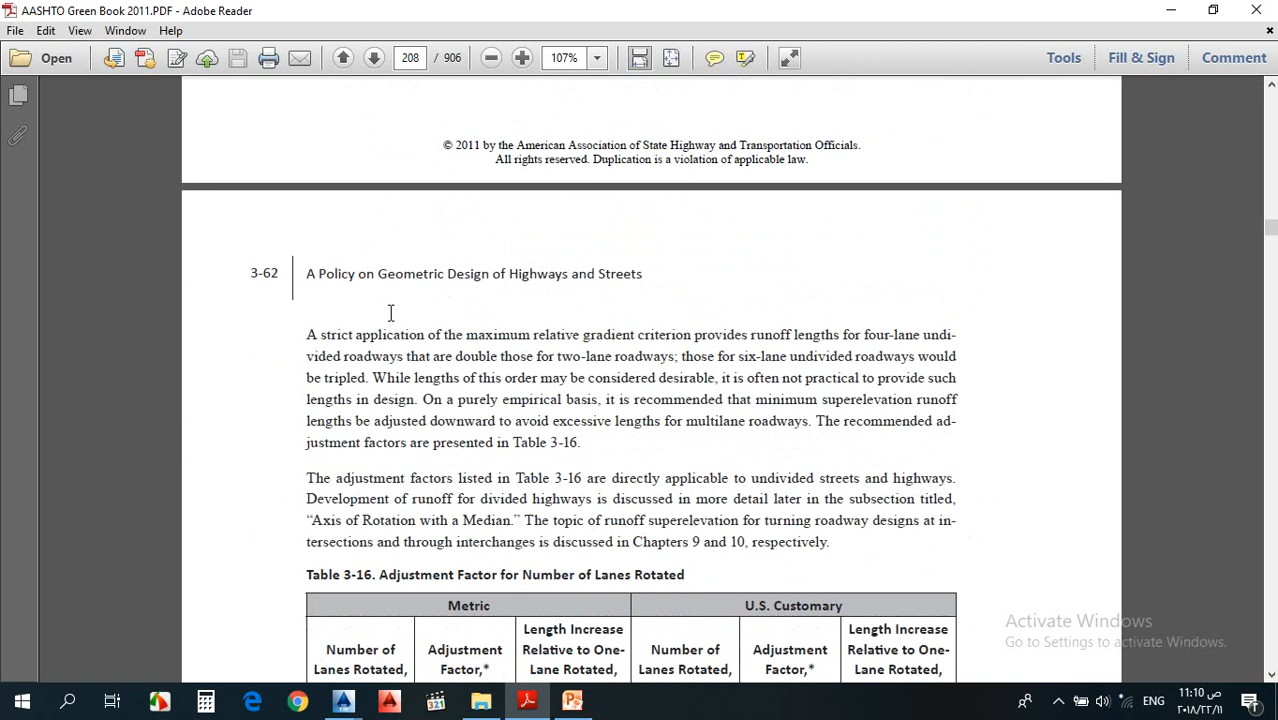 AASHTO Green Book 2011.PDF - Adobe Reader
File Edit View Window Help
Open 208 / 906 107% Tools Fill & Sign Comment
© 2011 by the American Association of State Highway and Transportation Officials.
All rights reserved. Duplication is a violation of applicable law.
3-62 A Policy on Geometric Design of Highways and Streets
A strict application of the maximum relative gradient criterion provides runoff lengths for four-lane undi-
vided roadways that are double those for two-lane roadways; those for six-lane undivided roadways would
be tripled. While lengths of this order may be considered desirable, it is often not practical to provide such
lengths in design. On a purely empirical basis, it is recommended that minimum superelevation runoff
lengths be adjusted downward to avoid excessive lengths for multilane roadways. The recommended ad-
justment factors are presented in Table 3-16.
The adjustment factors listed in Table 3-16 are directly applicable to undivided streets and highways.
Development of runoff for divided highways is discussed in more detail later in the subsection titled,
“Axis of Rotation with a Median.” The topic of runoff superelevation for turning roadway designs at in-
tersections and through interchanges is discussed in Chapters 9 and 10, respectively.
Table 3-16. Adjustment Factor for Number of Lanes Rotated
Metric U.S. Customary
Number of Lanes Rotated, Adjustment Factor,* Length Increase Relative to One-Lane Rotated, Number of Lanes Rotated, Adjustment Factor,* Length Increase Relative to One-Lane Rotated,
Activate Windows
Go to Settings to activate Windows.
321
ENG
11:10 ص
٢٠١٨/٢٢/١١